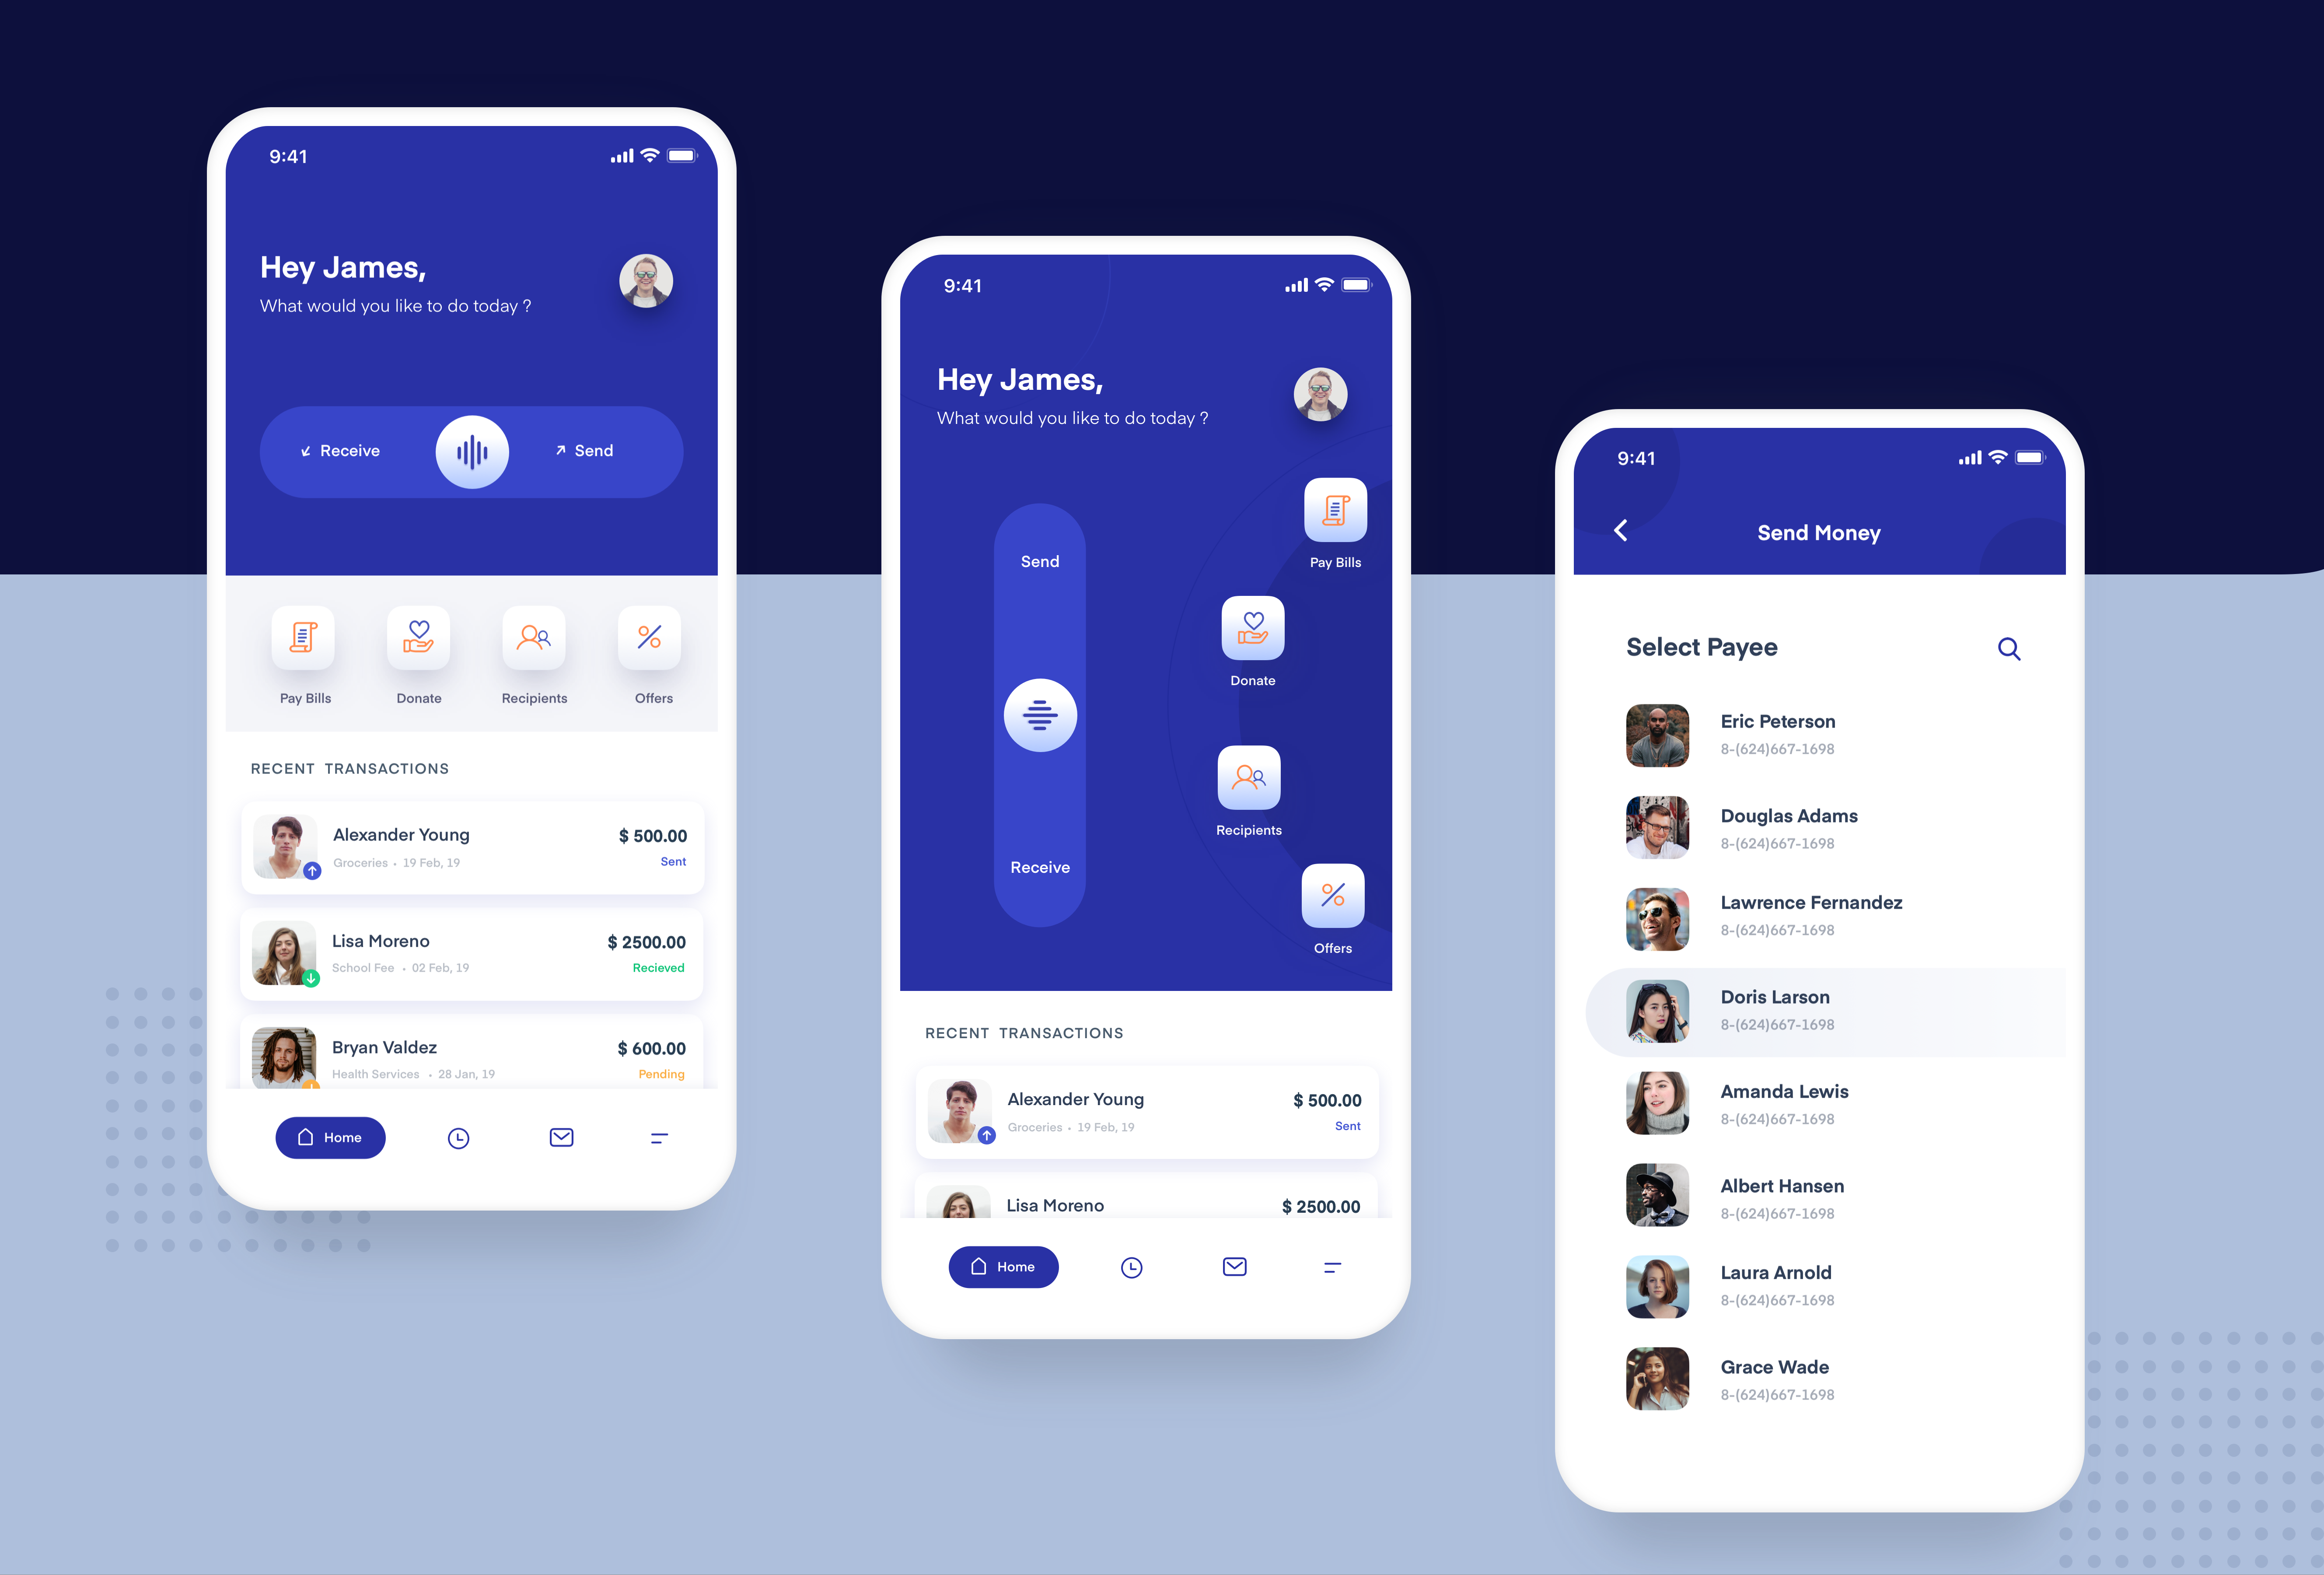 9:41
Hey James,
What would you like to do today ?
Receive
Send
Pay Bills
Donate
Recipients
Offers
RECENT TRANSACTIONS
Alexander Young
$ 500.00
Groceries • 19 Feb, 19
Sent
Lisa Moreno
$ 2500.00
School Fee • 02 Feb, 19
Recieved
Bryan Valdez
$ 600.00
Health Services • 28 Jan, 19
Pending
Home
9:41
Hey James,
What would you like to do today ?
Send
Receive
Pay Bills
Donate
Recipients
Offers
RECENT TRANSACTIONS
Alexander Young
$ 500.00
Groceries • 19 Feb, 19
Sent
Lisa Moreno
$ 2500.00
Home
9:41
Send Money
Select Payee
Eric Peterson
8-(624)667-1698
Douglas Adams
8-(624)667-1698
Lawrence Fernandez
8-(624)667-1698
Doris Larson
8-(624)667-1698
Amanda Lewis
8-(624)667-1698
Albert Hansen
8-(624)667-1698
Laura Arnold
8-(624)667-1698
Grace Wade
8-(624)667-1698